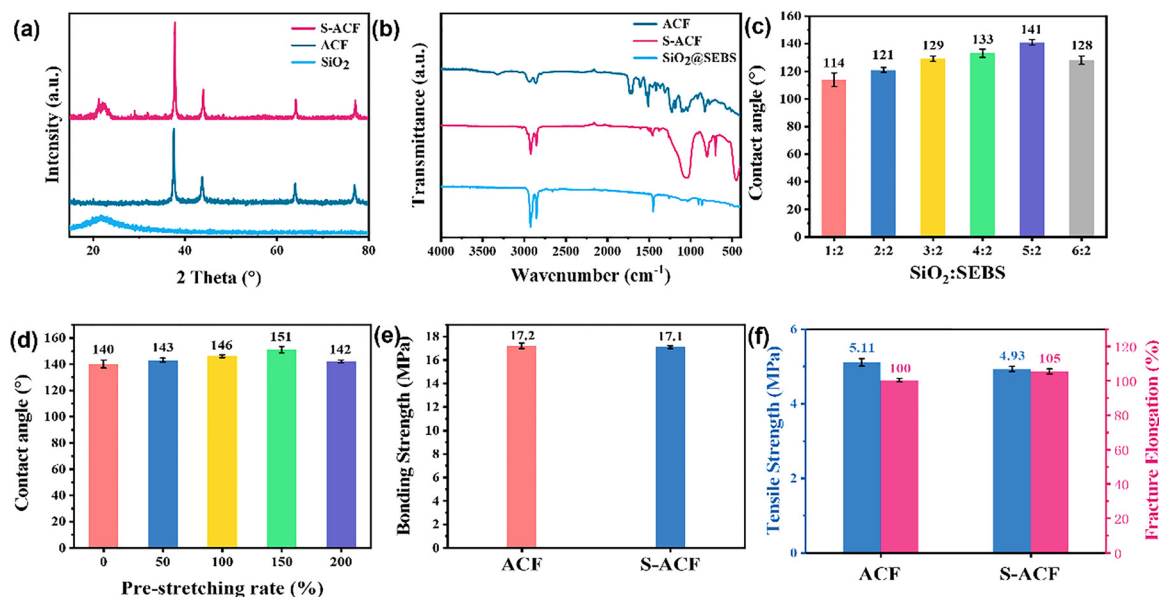 (a)
S-ACF
ACF
SiO₂
Intensity (a.u.)
20 40 60 80
2 Theta (°)
(b)
ACF
S-ACF
SiO₂@SEBS
Transmittance (a.u.)
4000 3500 3000 2500 2000 1500 1000 500
Wavenumber (cm⁻¹)
(c)
160
140
120
100
80
60
40
20
0
Contact angle (°)
114 121 129 133 141 128
1:2 2:2 3:2 4:2 5:2 6:2
SiO₂:SEBS
(d)
160
140
120
100
80
60
40
20
0
Contact angle (°)
140 143 146 151 142
0 50 100 150 200
Pre-stretching rate (%)
(e)
18
16
14
12
10
8
6
4
2
0
Bonding Strength (MPa)
17.2 17.1
ACF S-ACF
(f)
6
4
2
0
Tensile Strength (MPa)
5.11 100 4.93 105
ACF S-ACF
120
100
80
60
40
20
0
Fracture Elongation (%)